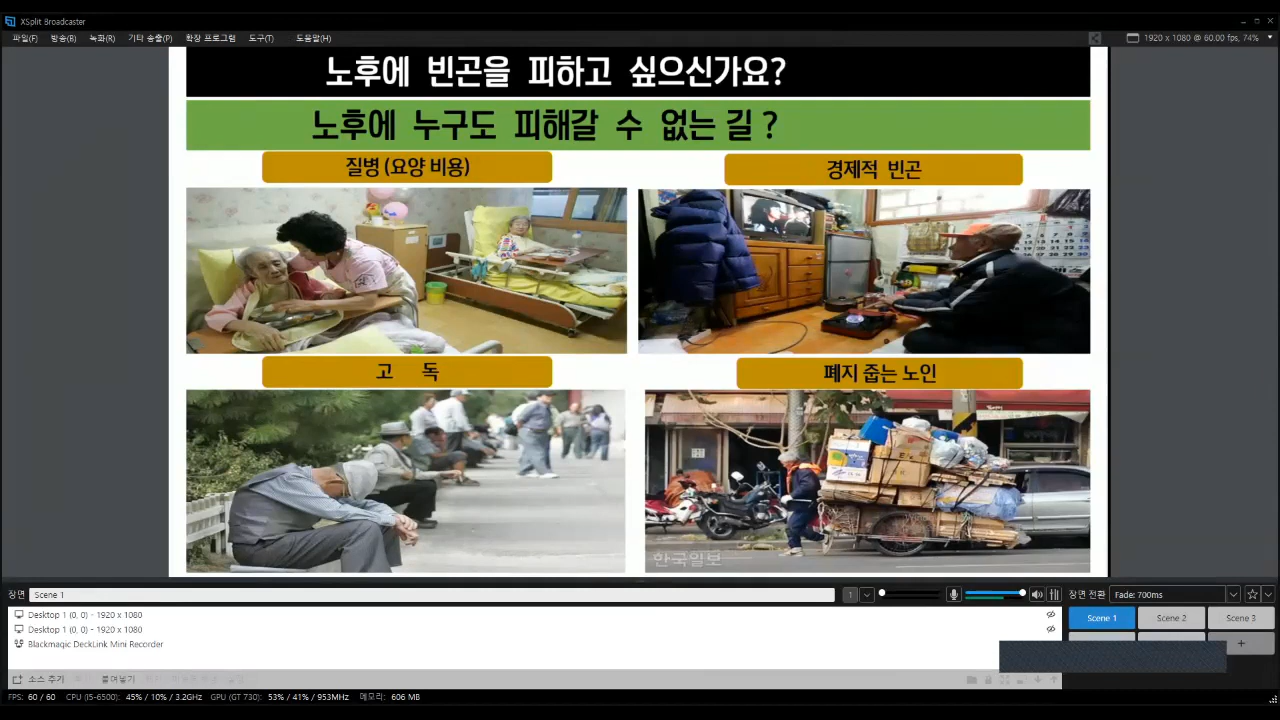 XSplit Broadcaster
파일(F) 방송(B) 녹화(R) 기타 송출(P) 확장 프로그램 도구(T) 도움말(H)
1920 x 1080 @ 60.00 fps, 74%
노후에 빈곤을 피하고 싶으신가요?
노후에 누구도 피해갈 수 없는 길 ?
질병 (요양 비용)
경제적 빈곤
고 독
폐지 줍는 노인
한국일보
장면 Scene 1
1
장면 전환 Fade: 700ms
Desktop 1 (0, 0) - 1920 x 1080
Desktop 1 (0, 0) - 1920 x 1080
Blackmagic DeckLink Mini Recorder
Scene 1 Scene 2 Scene 3
소스 추가 붙여넣기
FPS: 60 / 60 CPU (I5-6500): 45% / 10% / 3.2GHz GPU (GT 730): 53% / 41% / 953MHz 메모리: 606 MB